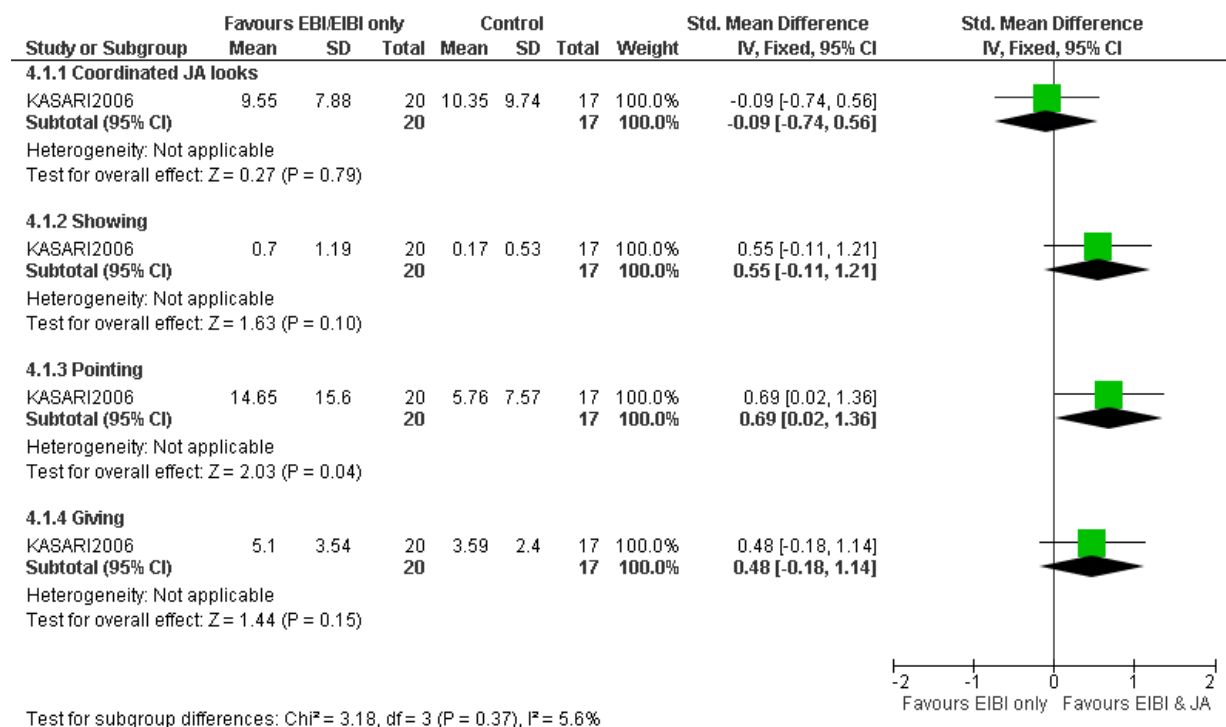 Favours EBI/EIBI only Control Std. Mean Difference Std. Mean Difference
Study or Subgroup Mean SD Total Mean SD Total Weight IV, Fixed, 95% CI IV, Fixed, 95% CI
4.1.1 Coordinated JA looks
KASARI2006 9.55 7.88 20 10.35 9.74 17 100.0% -0.09 [-0.74, 0.56]
Subtotal (95% CI) 20 17 100.0% -0.09 [-0.74, 0.56]
Heterogeneity: Not applicable
Test for overall effect: Z = 0.27 (P = 0.79)
4.1.2 Showing
KASARI2006 0.7 1.19 20 0.17 0.53 17 100.0% 0.55 [-0.11, 1.21]
Subtotal (95% CI) 20 17 100.0% 0.55 [-0.11, 1.21]
Heterogeneity: Not applicable
Test for overall effect: Z = 1.63 (P = 0.10)
4.1.3 Pointing
KASARI2006 14.65 15.6 20 5.76 7.57 17 100.0% 0.69 [0.02, 1.36]
Subtotal (95% CI) 20 17 100.0% 0.69 [0.02, 1.36]
Heterogeneity: Not applicable
Test for overall effect: Z = 2.03 (P = 0.04)
4.1.4 Giving
KASARI2006 5.1 3.54 20 3.59 2.4 17 100.0% 0.48 [-0.18, 1.14]
Subtotal (95% CI) 20 17 100.0% 0.48 [-0.18, 1.14]
Heterogeneity: Not applicable
Test for overall effect: Z = 1.44 (P = 0.15)
-2 -1 0 1 2
Favours EIBI only Favours EIBI & JA
Test for subgroup differences: Chi² = 3.18, df = 3 (P = 0.37), I² = 5.6%